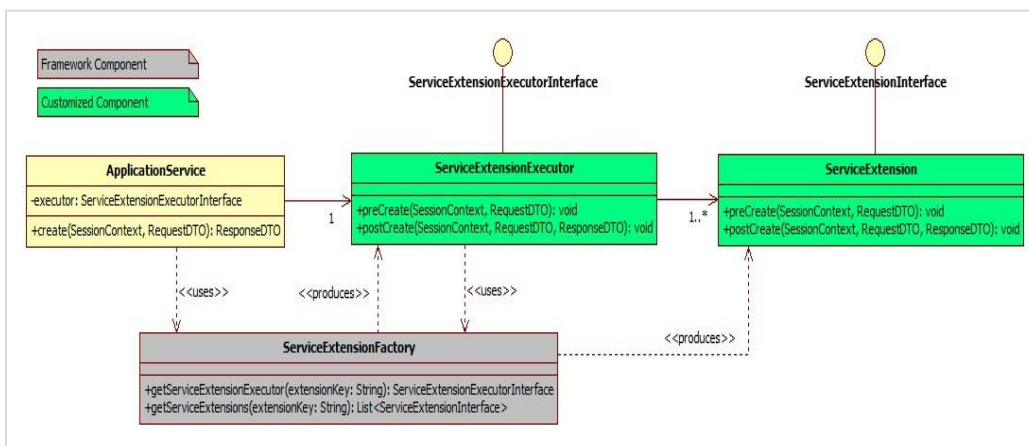 Framework Component
Customized Component
ServiceExtensionExecutorInterface
ServiceExtensionInterface
ApplicationService
-executor: ServiceExtensionExecutorInterface
+create(SessionContext, RequestDTO): ResponseDTO
1
ServiceExtensionExecutor
+preCreate(SessionContext, RequestDTO): void
+postCreate(SessionContext, RequestDTO, ResponseDTO): void
1..*
ServiceExtension
+preCreate(SessionContext, RequestDTO): void
+postCreate(SessionContext, RequestDTO, ResponseDTO): void
<<uses>>
<<produces>>
<<uses>>
<<produces>>
ServiceExtensionFactory
+getServiceExtensionExecutor(extensionKey: String): ServiceExtensionExecutorInterface
+getServiceExtensions(extensionKey: String): List<ServiceExtensionInterface>